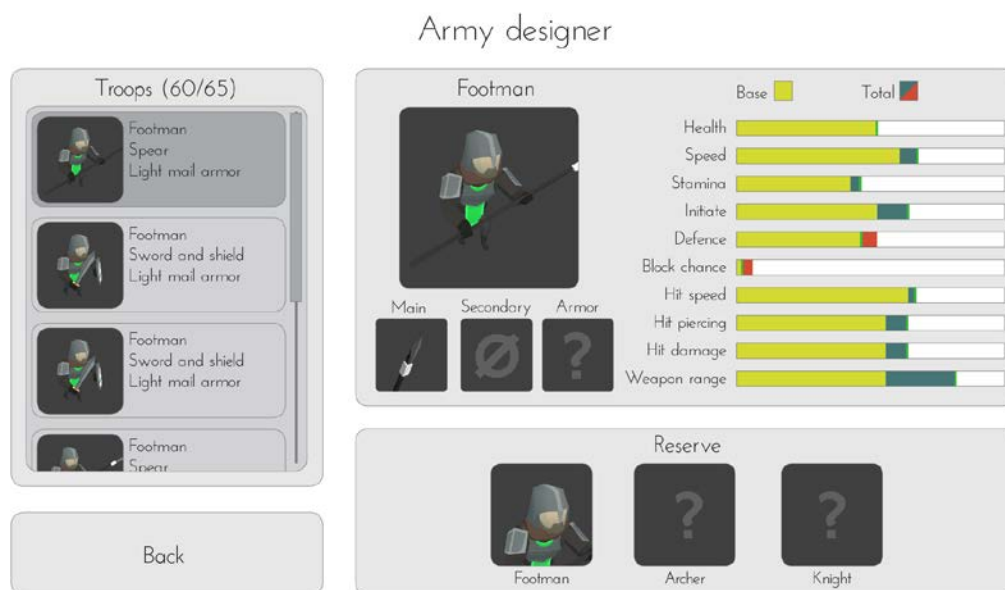 Army designer
Troops (60/65)
Footman
Spear
Light mail armor
Footman
Sword and shield
Light mail armor
Footman
Sword and shield
Light mail armor
Footman
Spear
Back
Footman
Main
Secondary
Armor
?
Base
Total
Health
Speed
Stamina
Initiate
Defence
Block chance
Hit speed
Hit piercing
Hit damage
Weapon range
Reserve
?
?
Footman
Archer
Knight